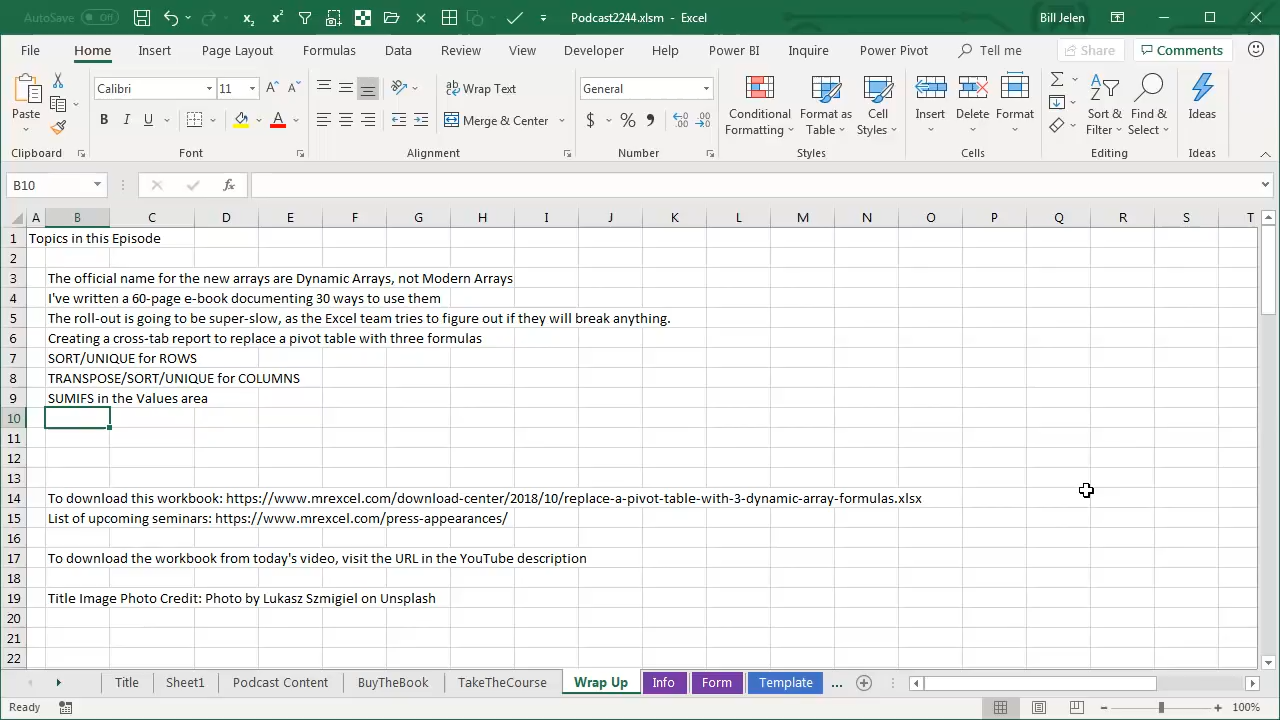 AutoSave Off Podcast2244.xlsm - Excel Bill Jelen
File Home Insert Page Layout Formulas Data Review View Developer Help Power BI Inquire Power Pivot Tell me Share Comments
Calibri 11 Wrap Text General
Paste Merge & Center Conditional Formatting Format as Table Cell Styles Insert Delete Format Sort & Filter Find & Select Ideas
Clipboard Font Alignment Number Styles Cells Editing Ideas
B10 fx
A B C D E F G H I J K L M N O P Q R S T
1 Topics in this Episode
2
3 The official name for the new arrays are Dynamic Arrays, not Modern Arrays
4 I've written a 60-page e-book documenting 30 ways to use them
5 The roll-out is going to be super-slow, as the Excel team tries to figure out if they will break anything.
6 Creating a cross-tab report to replace a pivot table with three formulas
7 SORT/UNIQUE for ROWS
8 TRANSPOSE/SORT/UNIQUE for COLUMNS
9 SUMIFS in the Values area
10
11
12
13
14 To download this workbook: https://www.mrexcel.com/download-center/2018/10/replace-a-pivot-table-with-3-dynamic-array-formulas.xlsx
15 List of upcoming seminars: https://www.mrexcel.com/press-appearances/
16
17 To download the workbook from today's video, visit the URL in the YouTube description
18
19 Title Image Photo Credit: Photo by Lukasz Szmigiel on Unsplash
20
21
22
Title Sheet1 Podcast Content BuyTheBook TakeTheCourse Wrap Up Info Form Template ...
Ready 100%